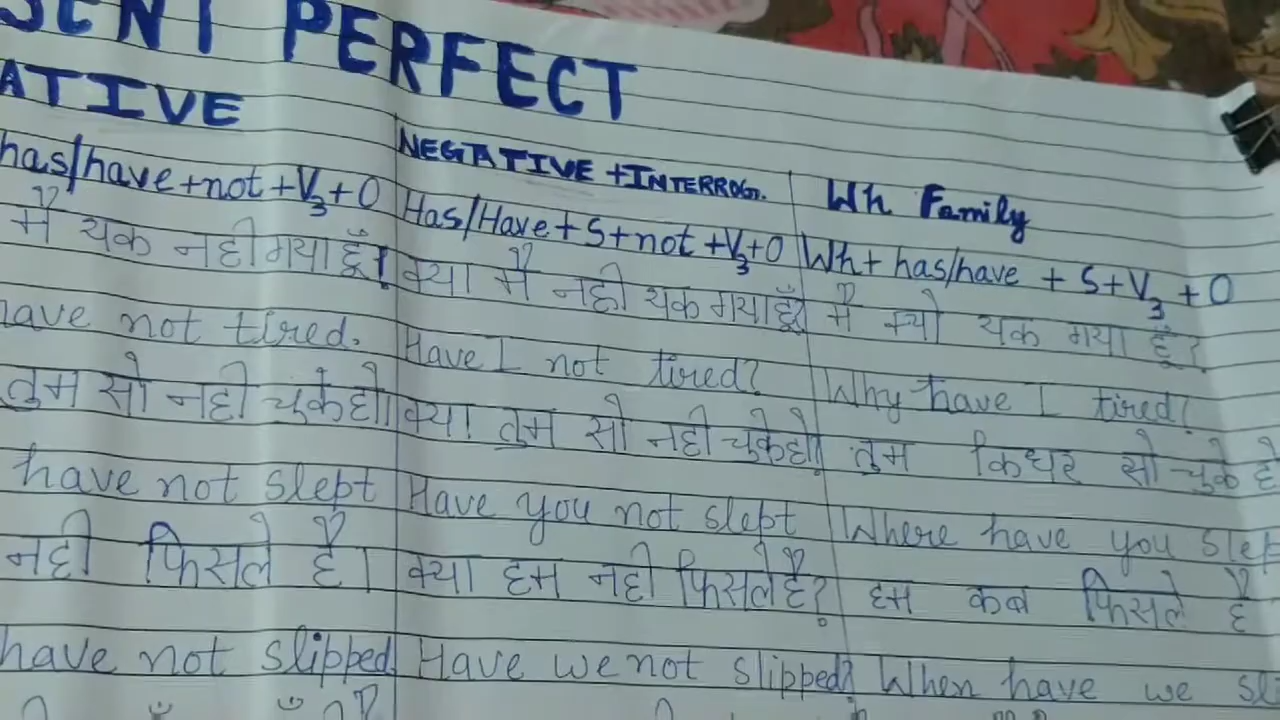 PERFECT
NEGATIVE + INTERROG.
Wh Family
has/have + not + V3 + O
Has/Have + S + not + V3 + O
Wh + has/have + S + V3 + O
में थक नही गया हूँ।
क्या में नही थक गया हूँ?
में क्यो थक गया हूँ?
have not tired.
Have I not tired?
Why have I tired?
तुम सो नही चुके हो।
क्या तुम सो नही चुके हो?
तुम किधर सो चुके
have not slept
Have you not slept
Where have you
नही फिसले हैं।
क्या हम नही फिसले हैं?
हम कब फिसले हैं
have not slipped
Have we not slipped?
When have we